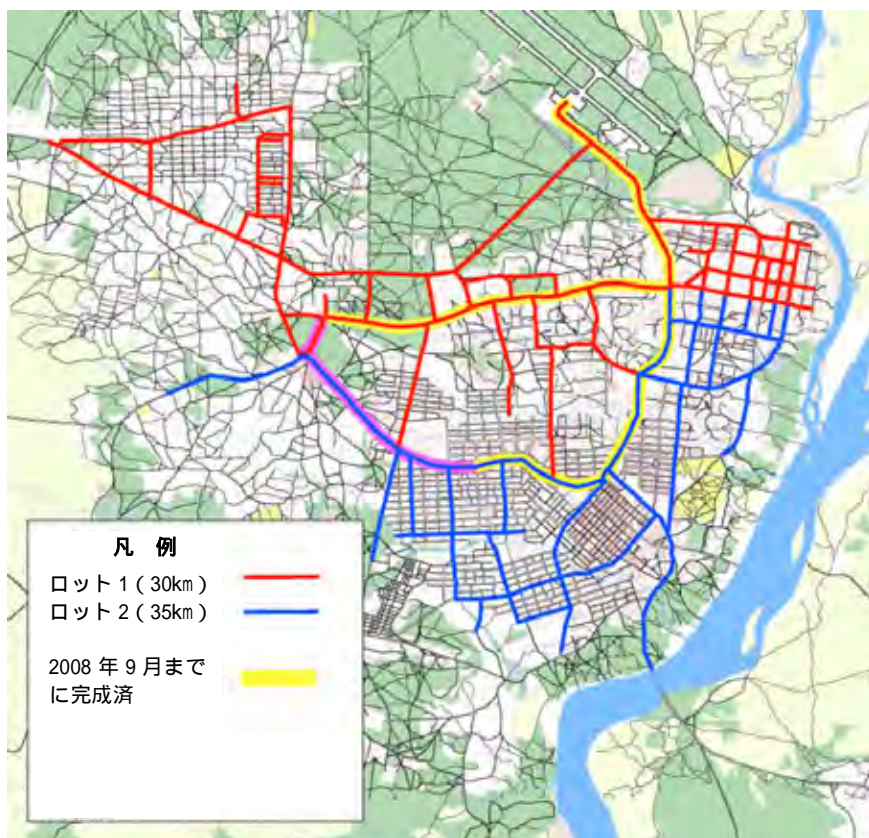 凡 例
ロット 1（30km）
ロット 2（35km）
2008 年 9 月まで
に完成済